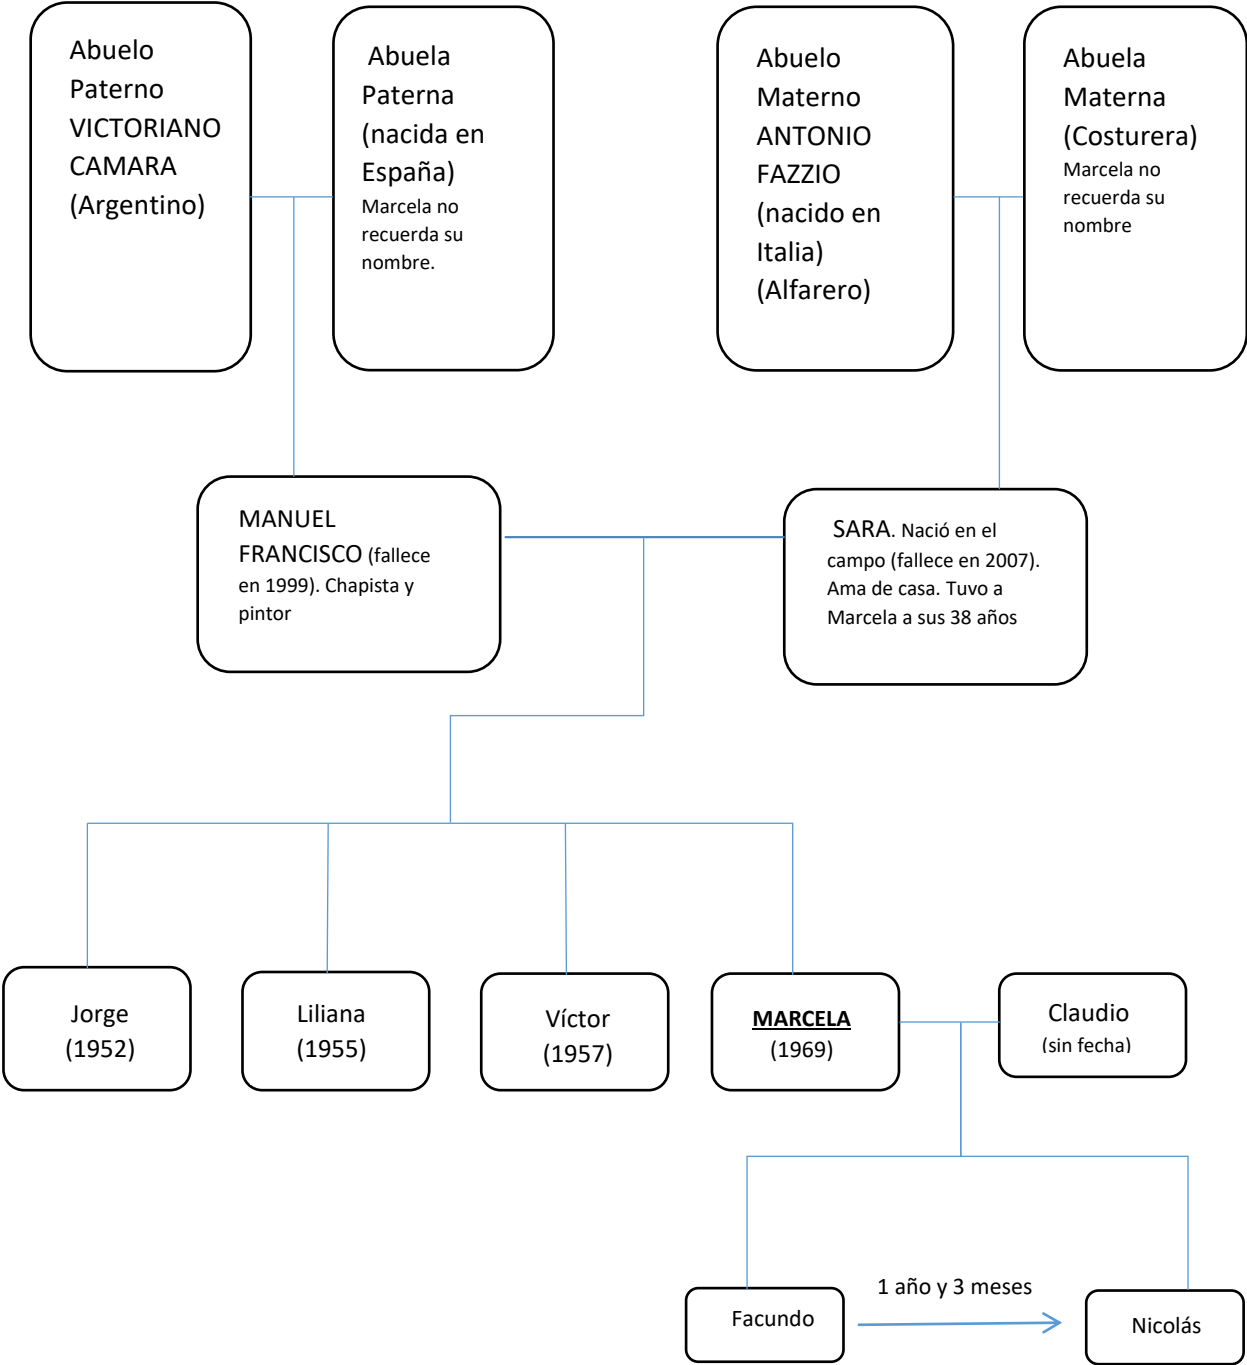 Abuelo
Paterno
VICTORIANO
CAMARA
(Argentino)
Abuela
Paterna
(nacida en
España)
Marcela no
recuerda su
nombre.
Abuelo
Materno
ANTONIO
FAZZIO
(nacido en
Italia)
(Alfarero)
Abuela
Materna
(Costurera)
Marcela no
recuerda su
nombre
MANUEL
FRANCISCO (fallece
en 1999). Chapista y
pintor
SARA. Nació en el
campo (fallece en 2007).
Ama de casa. Tuvo a
Marcela a sus 38 años
Jorge
(1952)
Liliana
(1955)
Víctor
(1957)
MARCELA
(1969)
Claudio
(sin fecha)
Facundo
1 año y 3 meses
Nicolás